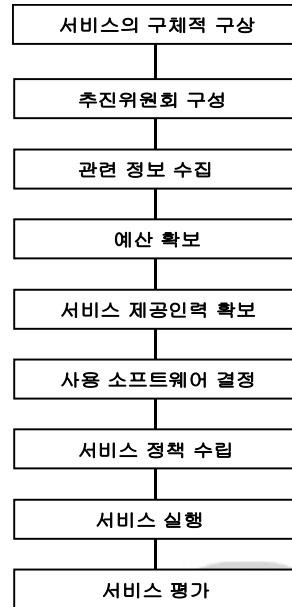 서비스의 구체적 구상
추진위원회 구성
관련 정보 수집
예산 확보
서비스 제공인력 확보
사용 소프트웨어 결정
서비스 정책 수립
서비스 실행
서비스 평가